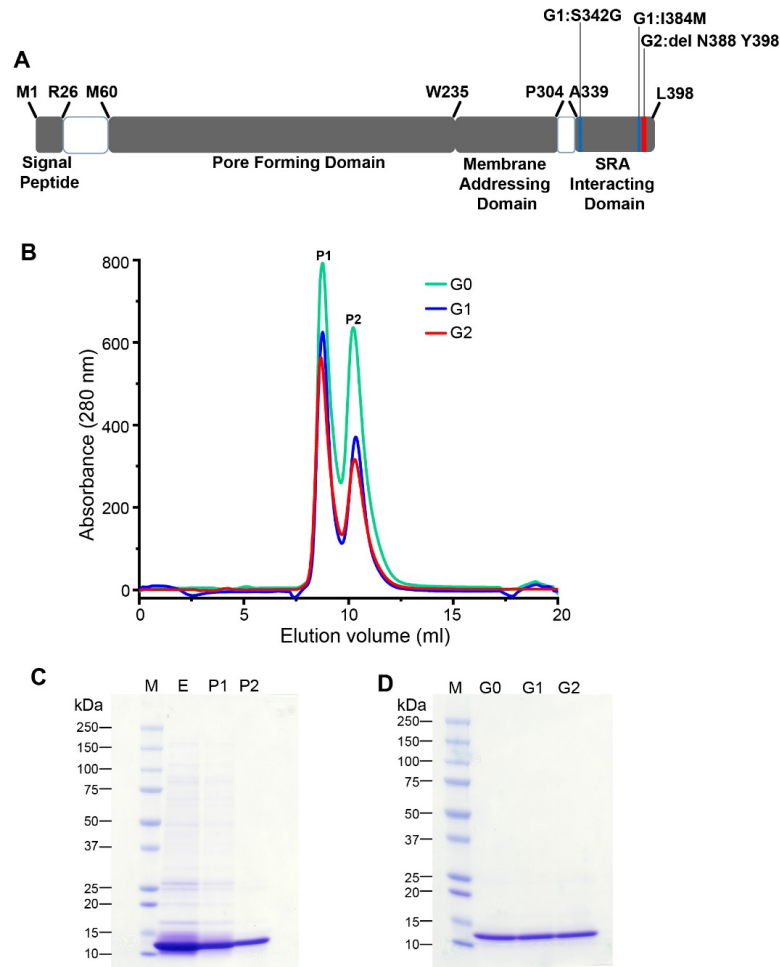 G1:S342G G1:I384M
G2:del N388 Y398
A
M1 R26 M60 W235 P304 A339 L398
Signal
Peptide
Pore Forming Domain
Membrane
Addressing
Domain
SRA
Interacting
Domain
B
P1
P2
G0
G1
G2
Absorbance (280 nm)
800
600
400
200
0
0 5 10 15 20
Elution volume (ml)
C
M E P1 P2
kDa
250
150
100
75
50
37
25
20
15
10
D
M G0 G1 G2
kDa
250
150
100
75
50
37
25
20
15
10